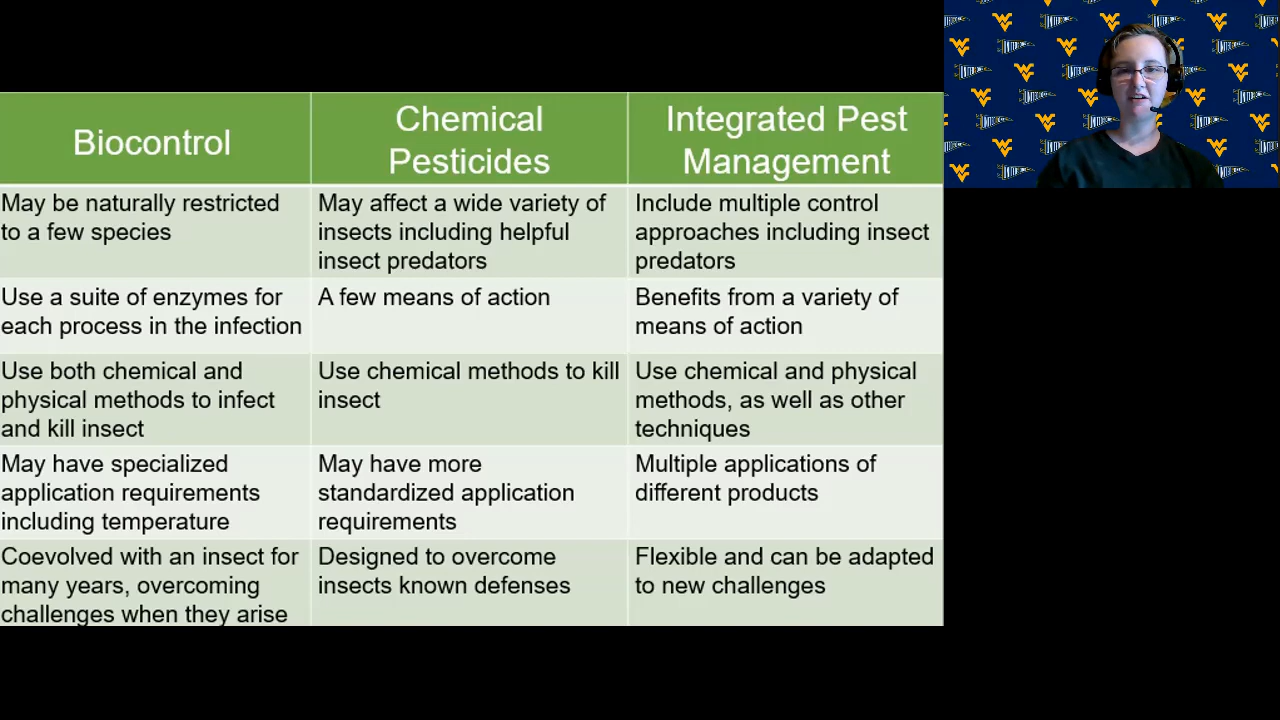 Biocontrol
Chemical
Pesticides
Integrated Pest
Management
May be naturally restricted
to a few species
May affect a wide variety of
insects including helpful
insect predators
Include multiple control
approaches including insect
predators
Use a suite of enzymes for
each process in the infection
A few means of action
Benefits from a variety of
means of action
Use both chemical and
physical methods to infect
and kill insect
Use chemical methods to kill
insect
Use chemical and physical
methods, as well as other
techniques
May have specialized
application requirements
including temperature
May have more
standardized application
requirements
Multiple applications of
different products
Coevolved with an insect for
many years, overcoming
challenges when they arise
Designed to overcome
insects known defenses
Flexible and can be adapted
to new challenges